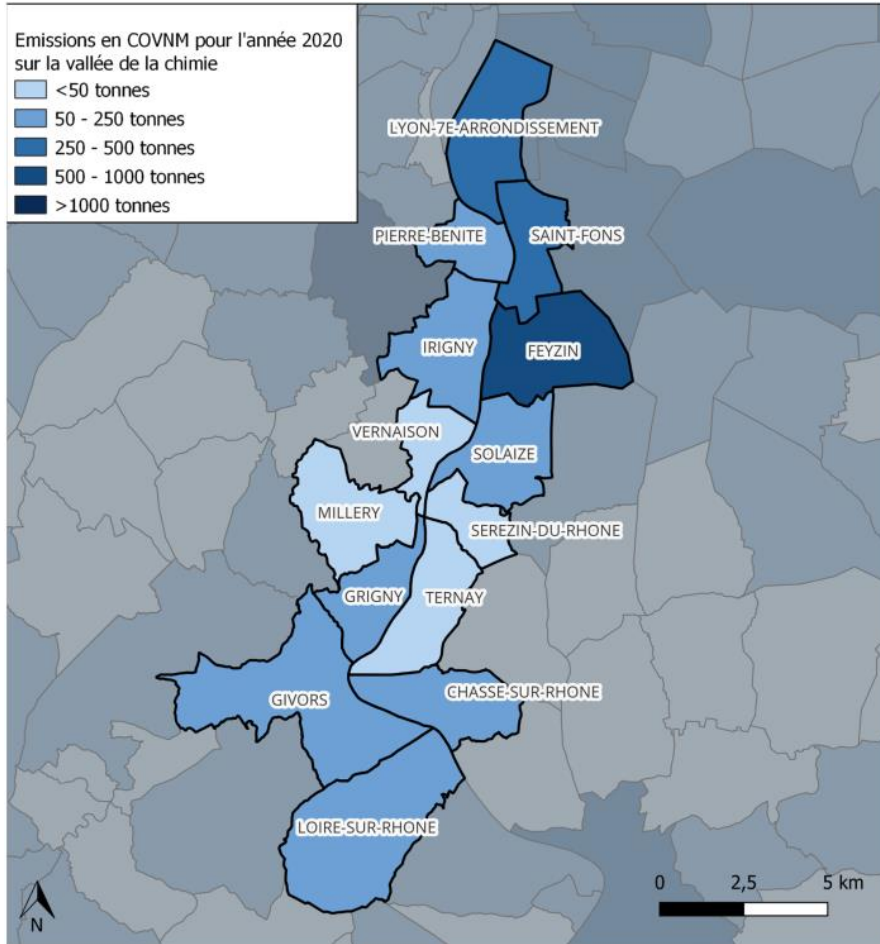 Emissions en COVNM pour l'année 2020
sur la vallée de la chimie
<50 tonnes
50 - 250 tonnes
250 - 500 tonnes
500 - 1000 tonnes
>1000 tonnes
LYON-7E-ARRONDISSEMENT
PIERRE-BENITE
SAINT-FONS
IRIGNY
FEYZIN
VERNAISON
SOLAIZE
MILLERY
SEREZIN-DU-RHONE
GRIGNY
TERNAY
GIVORS
CHASSE-SUR-RHONE
LOIRE-SUR-RHONE
0 2,5 5 km
N